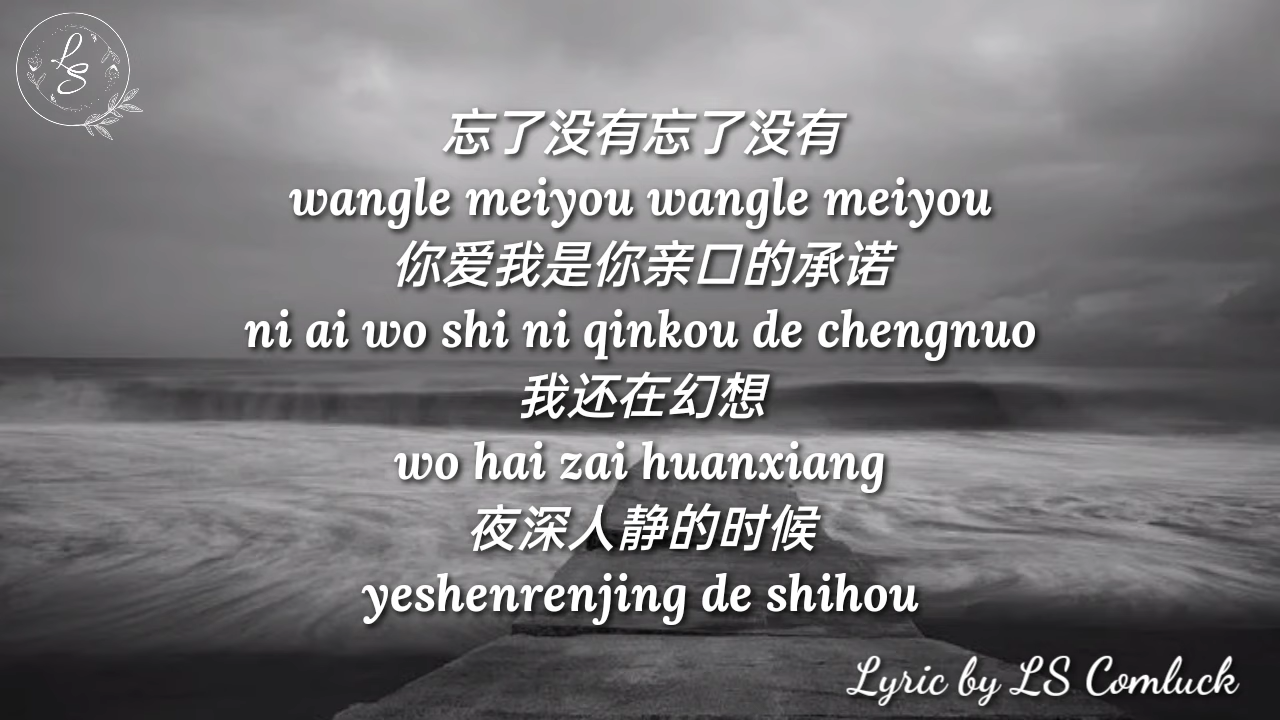 LS
忘了没有忘了没有
wangle meiyou wangle meiyou
你爱我是你亲口的承诺
ni ai wo shi ni qinkou de chengnuo
我还在幻想
wo hai zai huanxiang
夜深人静的时候
yeshenrenjing de shihou
Lyric by LS Comluck